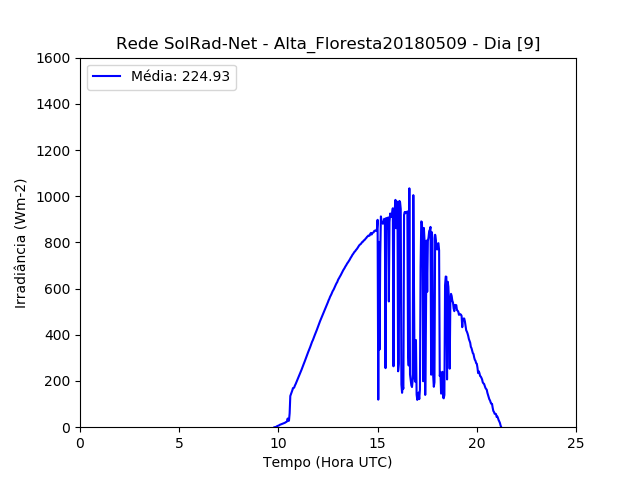 Rede SolRad-Net - Alta_Floresta20180509 - Dia [9]
Média: 224.93
1600
1400
1200
1000
800
600
400
200
0
Irradiância (Wm-2)
0 5 10 15 20 25
Tempo (Hora UTC)